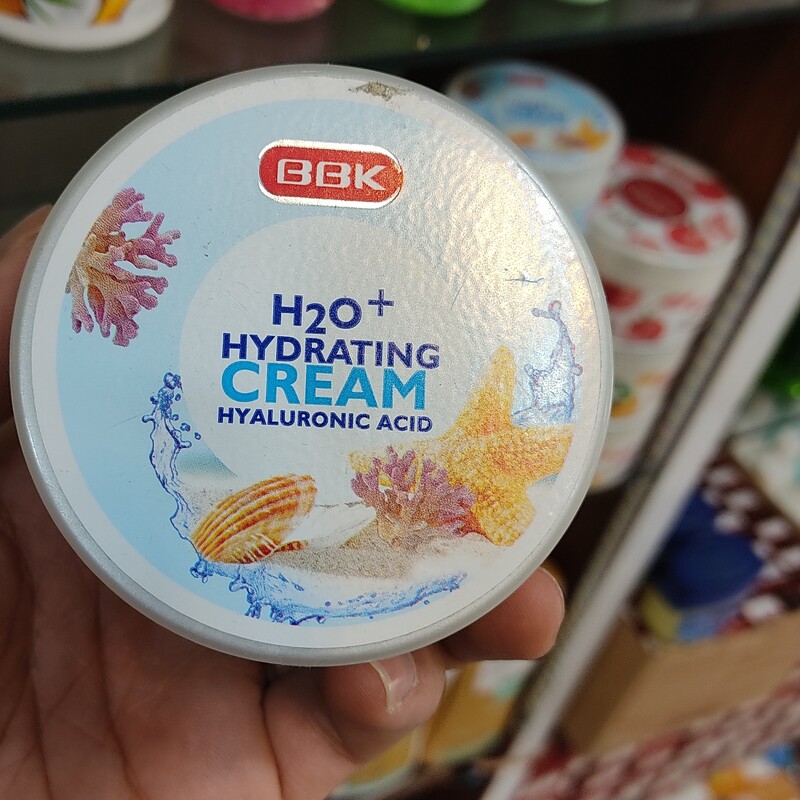 BBK
H2O+
HYDRATING
CREAM
HYALURONIC ACID